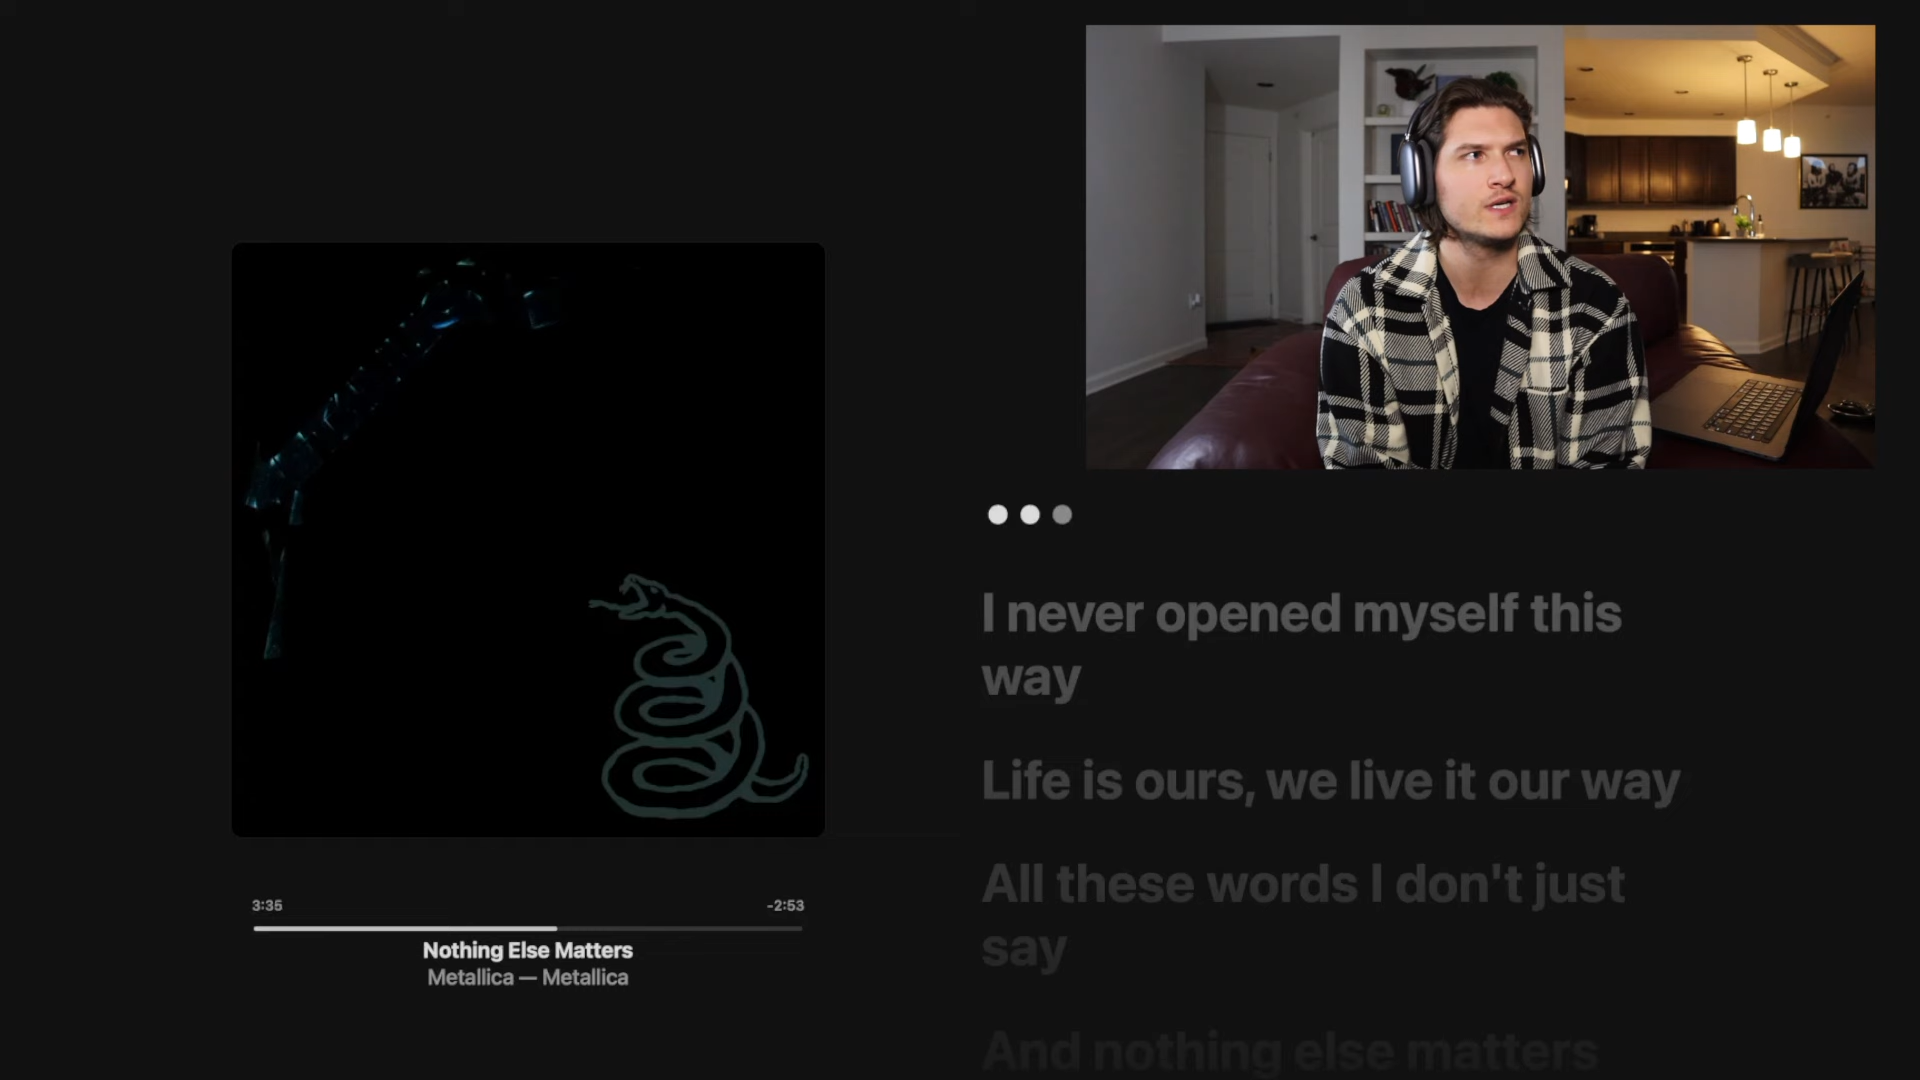 I never opened myself this
way
Life is ours, we live it our way
All these words I don't just
say
And nothing else matters
3:35
-2:53
Nothing Else Matters
Metallica — Metallica